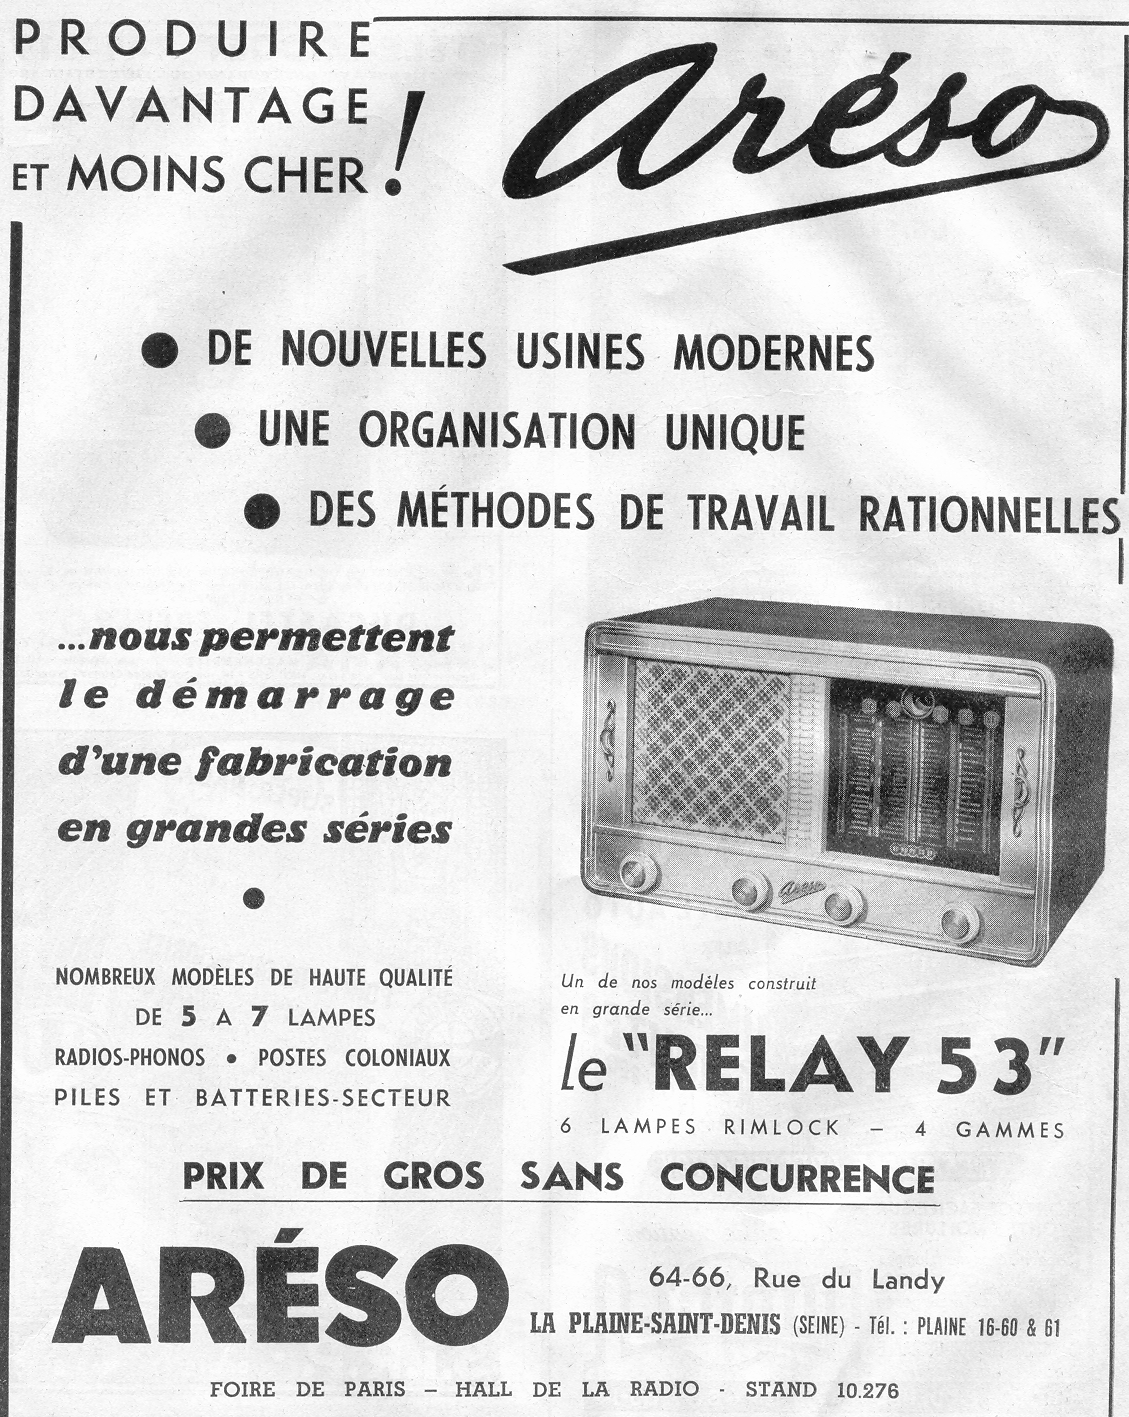 PRODUIRE
DAVANTAGE
ET MOINS CHER !
Aréso
● DE NOUVELLES USINES MODERNES
● UNE ORGANISATION UNIQUE
● DES MÉTHODES DE TRAVAIL RATIONNELLES
...nous permettent
le démarrage
d'une fabrication
en grandes séries
NOMBREUX MODÈLES DE HAUTE QUALITÉ
DE 5 A 7 LAMPES
RADIOS-PHONOS • POSTES COLONIAUX
PILES ET BATTERIES-SECTEUR
Aréso
Un de nos modèles construit
en grande série...
le "RELAY 53"
6 LAMPES RIMLOCK – 4 GAMMES
PRIX DE GROS SANS CONCURRENCE
ARÉSO
64-66, Rue du Landy
LA PLAINE-SAINT-DENIS (SEINE) - Tél. : PLAINE 16-60 & 61
FOIRE DE PARIS – HALL DE LA RADIO - STAND 10.276